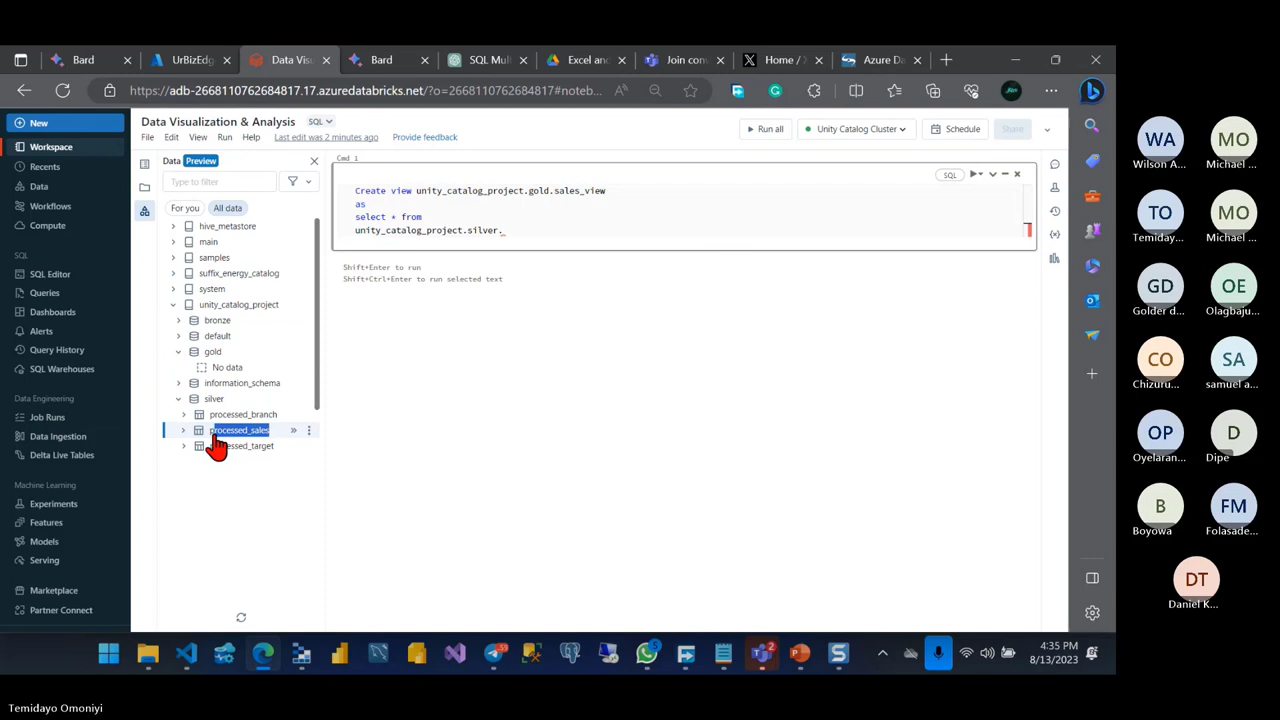 Bard
UrBizEdg
Data Visu
Bard
SQL Mult
Excel and
Join con
Home / X
Azure Da
https://adb-2668110762684817.17.azuredatabricks.net/?o=2668110762684817#noteb...
Data Visualization & Analysis SQL
File Edit View Run Help Last edit was 2 minutes ago Provide feedback
Run all Unity Catalog Cluster Schedule Share
New
Workspace
Recents
Data
Workflows
Compute
SQL
SQL Editor
Queries
Dashboards
Alerts
Query History
SQL Warehouses
Data Engineering
Job Runs
Data Ingestion
Delta Live Tables
Machine Learning
Experiments
Features
Models
Serving
Marketplace
Partner Connect
Data Preview
Type to filter
For you All data
hive_metastore
main
samples
suffix_energy_catalog
system
unity_catalog_project
bronze
default
gold
No data
information_schema
silver
processed_branch
processed_sales
Cmd 1
SQL
Create view unity_catalog_project.gold.sales_view
as
select * from
unity_catalog_project.silver.
Shift+Enter to run
Shift+Ctrl+Enter to run selected text
WA
Wilson A...
MO
Michael ...
TO
Temiday...
MO
Michael ...
GD
Golder d...
OE
Olagbaju...
CO
Chizuru...
SA
samuel a...
OP
Oyelaran...
D
Dipe
B
Boyowa
FM
Folasade...
DT
Daniel K...
4:35 PM
8/13/2023
Temidayo Omoniyi